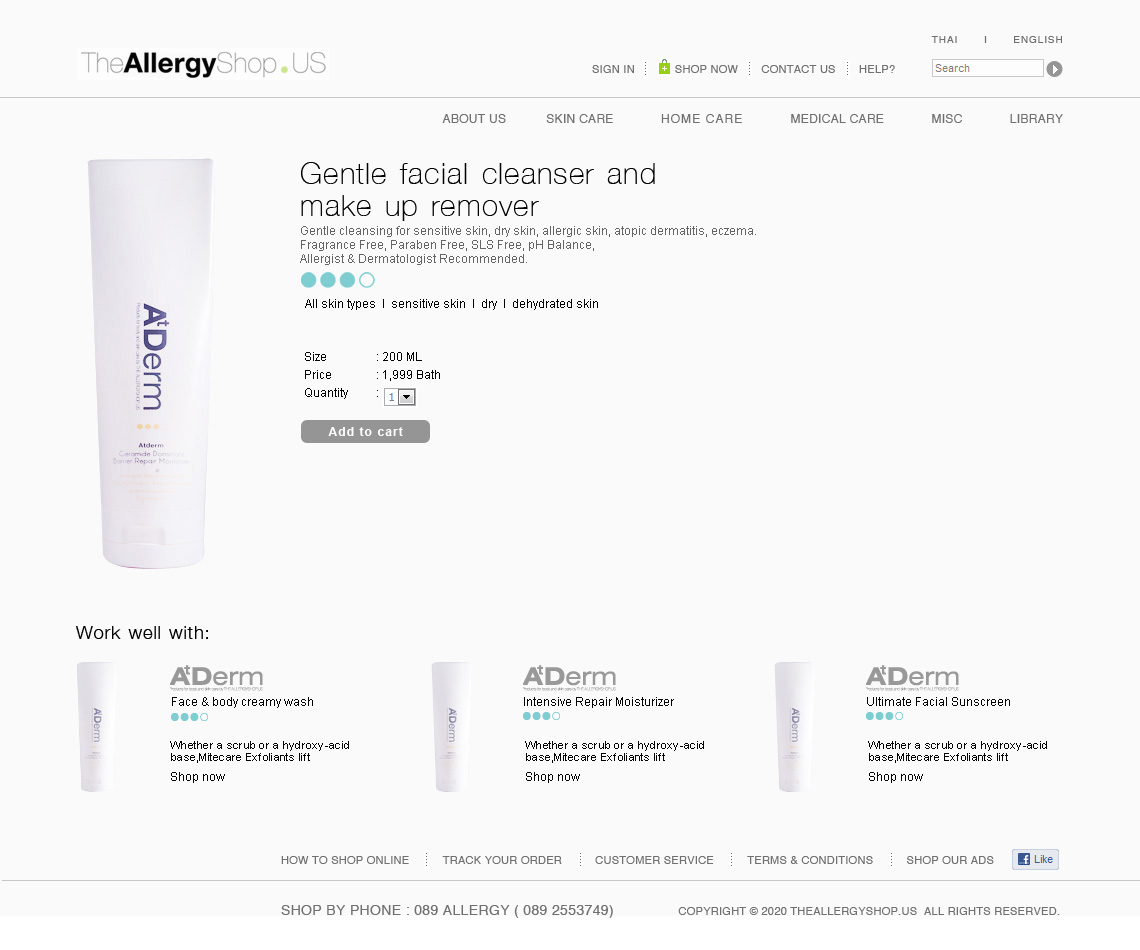 THAI I ENGLISH
TheAllergyShop.US
SIGN IN SHOP NOW CONTACT US HELP? Search
ABOUT US SKIN CARE HOME CARE MEDICAL CARE MISC LIBRARY
Gentle facial cleanser and
make up remover
Gentle cleansing for sensitive skin, dry skin, allergic skin, atopic dermatitis, eczema.
Fragrance Free, Paraben Free, SLS Free, pH Balance,
Allergist & Dermatologist Recommended.
All skin types I sensitive skin I dry I dehydrated skin
Size : 200 ML
Price : 1,999 Bath
Quantity : 1
Add to cart
AtDerm
Atderm
Work well with:
AtDerm
Face & body creamy wash
Whether a scrub or a hydroxy-acid
base,Mitecare Exfoliants lift
Shop now
AtDerm
AtDerm
Intensive Repair Moisturizer
Whether a scrub or a hydroxy-acid
base,Mitecare Exfoliants lift
Shop now
AtDerm
AtDerm
Ultimate Facial Sunscreen
Whether a scrub or a hydroxy-acid
base,Mitecare Exfoliants lift
Shop now
AtDerm
HOW TO SHOP ONLINE TRACK YOUR ORDER CUSTOMER SERVICE TERMS & CONDITIONS SHOP OUR ADS Like
SHOP BY PHONE : 089 ALLERGY ( 089 2553749) COPYRIGHT © 2020 THEALLERGYSHOP.US ALL RIGHTS RESERVED.